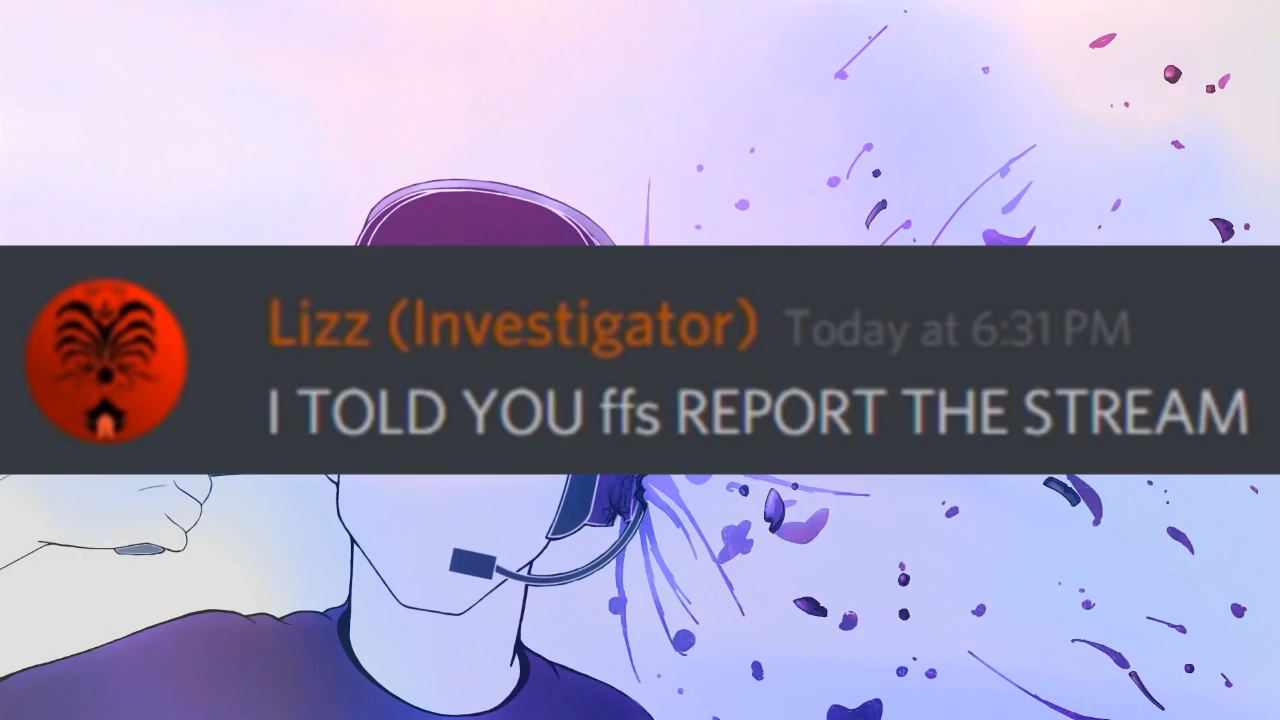 Lizz (Investigator) Today at 6:31 PM
I TOLD YOU ffs REPORT THE STREAM